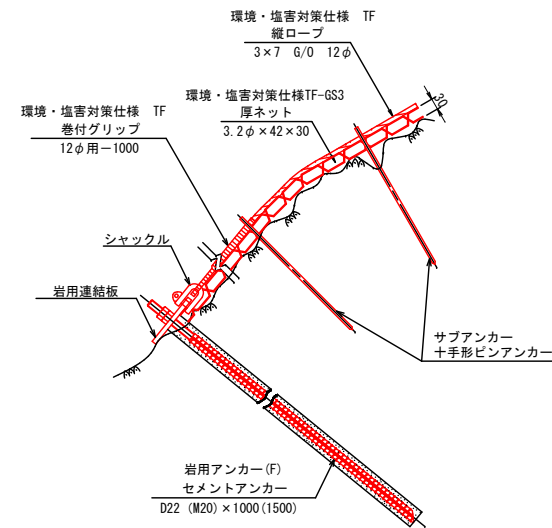 環境・塩害対策仕様　TF
縦ロープ
3×7　G/O　12φ
30
環境・塩害対策仕様TF-GS3
厚ネット
3.2φ×42×30
環境・塩害対策仕様　TF
巻付グリップ
12φ用－1000
シャックル
岩用連結板
サブアンカー
十手形ピンアンカー
岩用アンカー(F)
セメントアンカー
D22 (M20)×1000(1500)